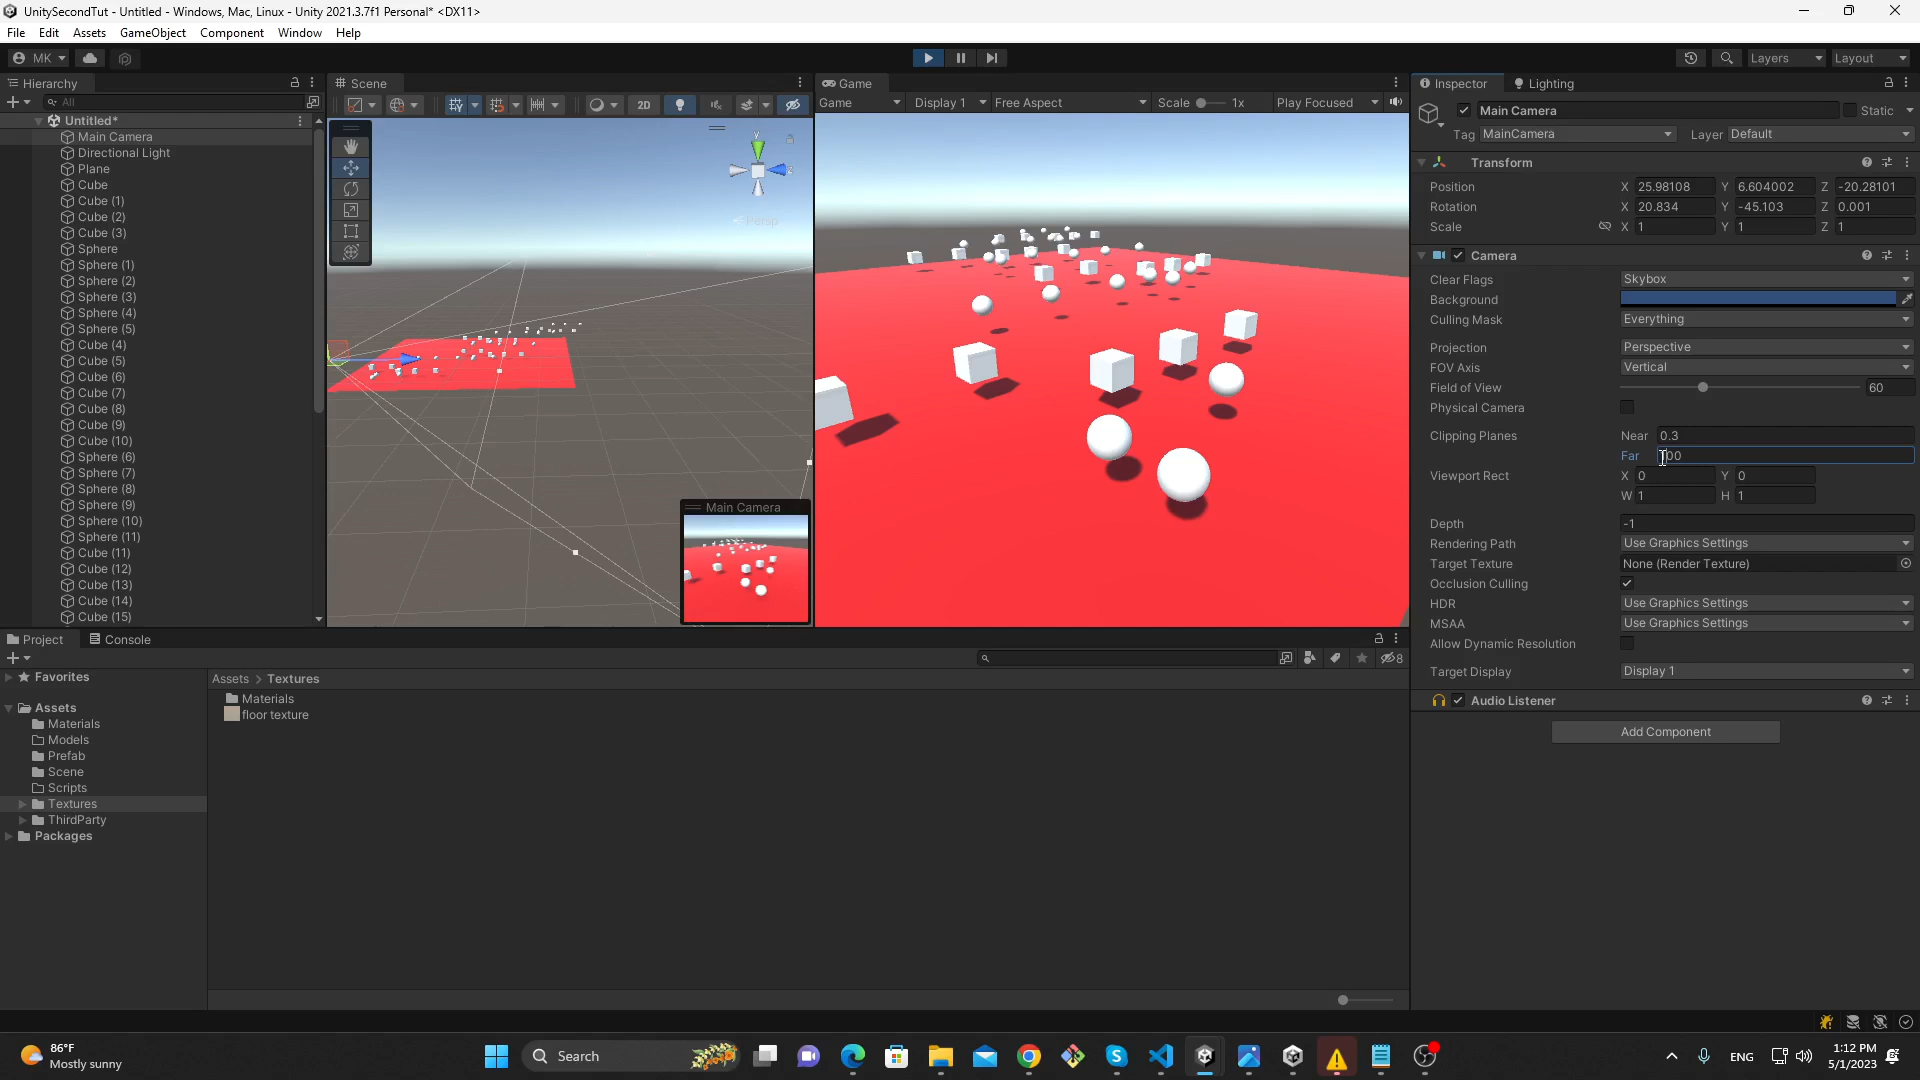 UnitySecondTut - Untitled - Windows, Mac, Linux - Unity 2021.3.7f1 Personal* <DX11>
File Edit Assets GameObject Component Window Help
MK Layers Layout
Hierarchy
All
Untitled*
Main Camera
Directional Light
Plane
Cube
Cube (1)
Cube (2)
Cube (3)
Sphere
Sphere (1)
Sphere (2)
Sphere (3)
Sphere (4)
Sphere (5)
Cube (4)
Cube (5)
Cube (6)
Cube (7)
Cube (8)
Cube (9)
Cube (10)
Sphere (6)
Sphere (7)
Sphere (8)
Sphere (9)
Sphere (10)
Sphere (11)
Cube (11)
Cube (12)
Cube (13)
Cube (14)
Cube (15)
Scene
2D
y
z
Persp
Main Camera
Game
Game Display 1 Free Aspect Scale 1x Play Focused
Inspector Lighting
Main Camera Static
Tag MainCamera Layer Default
Transform
Position X 25.98108 Y 6.604002 Z -20.28101
Rotation X 20.834 Y -45.103 Z 0.001
Scale X 1 Y 1 Z 1
Camera
Clear Flags Skybox
Background
Culling Mask Everything
Projection Perspective
FOV Axis Vertical
Field of View 60
Physical Camera
Clipping Planes Near 0.3
Far 00
Viewport Rect X 0 Y 0
W 1 H 1
Depth -1
Rendering Path Use Graphics Settings
Target Texture None (Render Texture)
Occlusion Culling
HDR Use Graphics Settings
MSAA Use Graphics Settings
Allow Dynamic Resolution
Target Display Display 1
Audio Listener
Add Component
Project Console
8
Favorites
Assets
Materials
Models
Prefab
Scene
Scripts
Textures
ThirdParty
Packages
Assets > Textures
Materials
floor texture
86°F
Mostly sunny
Search
ENG
1:12 PM
5/1/2023